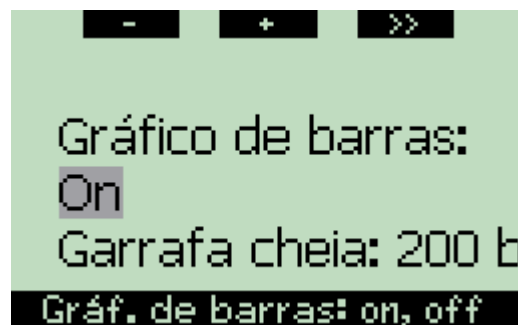 - + >>
Gráfico de barras:
On
Garrafa cheia: 200 b
Gráf. de barras: on, off